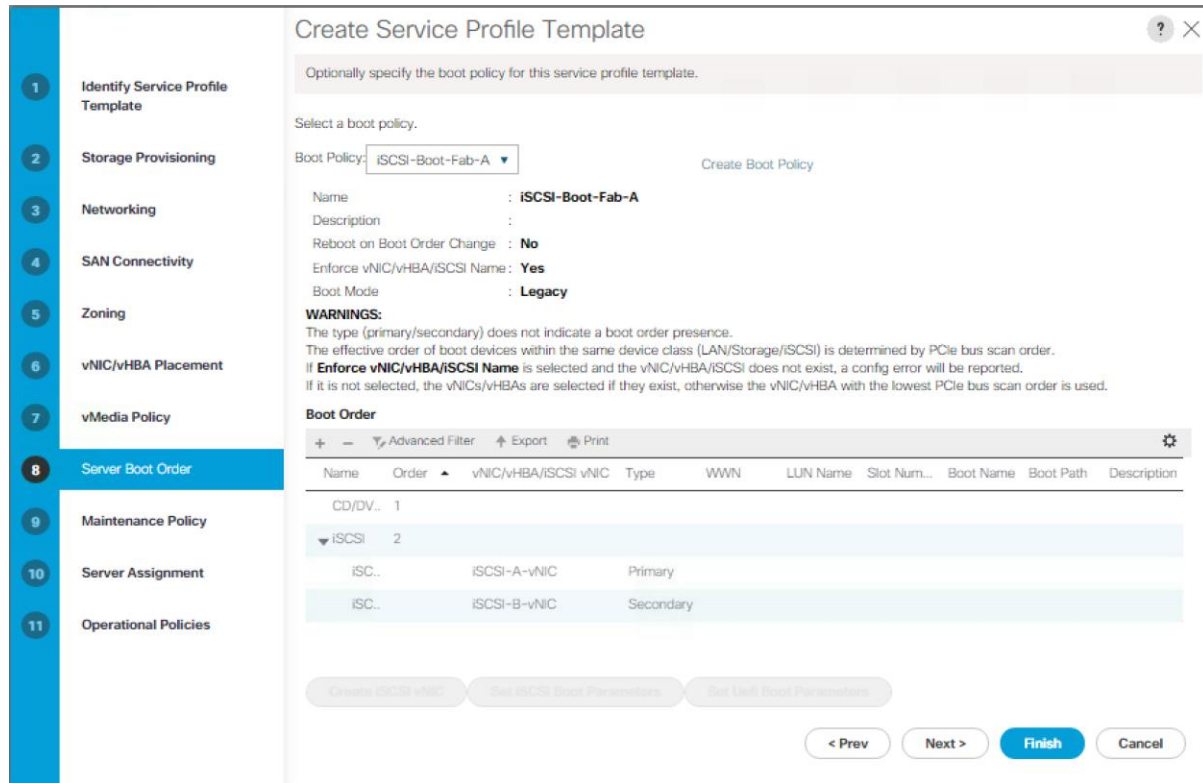 Create Service Profile Template
?
Optionally specify the boot policy for this service profile template.
1 Identify Service Profile
Template
2 Storage Provisioning
3 Networking
4 SAN Connectivity
5 Zoning
6 vNIC/vHBA Placement
7 vMedia Policy
8 Server Boot Order
9 Maintenance Policy
10 Server Assignment
11 Operational Policies
Select a boot policy.
Boot Policy: iSCSI-Boot-Fab-A
Create Boot Policy
Name : iSCSI-Boot-Fab-A
Description :
Reboot on Boot Order Change : No
Enforce vNIC/vHBA/iSCSI Name : Yes
Boot Mode : Legacy
WARNINGS:
The type (primary/secondary) does not indicate a boot order presence.
The effective order of boot devices within the same device class (LAN/Storage/iSCSI) is determined by PCIe bus scan order.
If Enforce vNIC/vHBA/iSCSI Name is selected and the vNIC/vHBA/iSCSI does not exist, a config error will be reported.
If it is not selected, the vNICs/vHBAs are selected if they exist, otherwise the vNIC/vHBA with the lowest PCIe bus scan order is used.
Boot Order
+ − Advanced Filter Export Print
Name Order vNIC/vHBA/iSCSI vNIC Type WWN LUN Name Slot Num... Boot Name Boot Path Description
CD/DV.. 1
iSCSI 2
iSC.. iSCSI-A-vNIC Primary
iSC.. iSCSI-B-vNIC Secondary
Create iSCSI vNIC Set iSCSI Boot Parameters Set Uefi Boot Parameters
< Prev Next > Finish Cancel